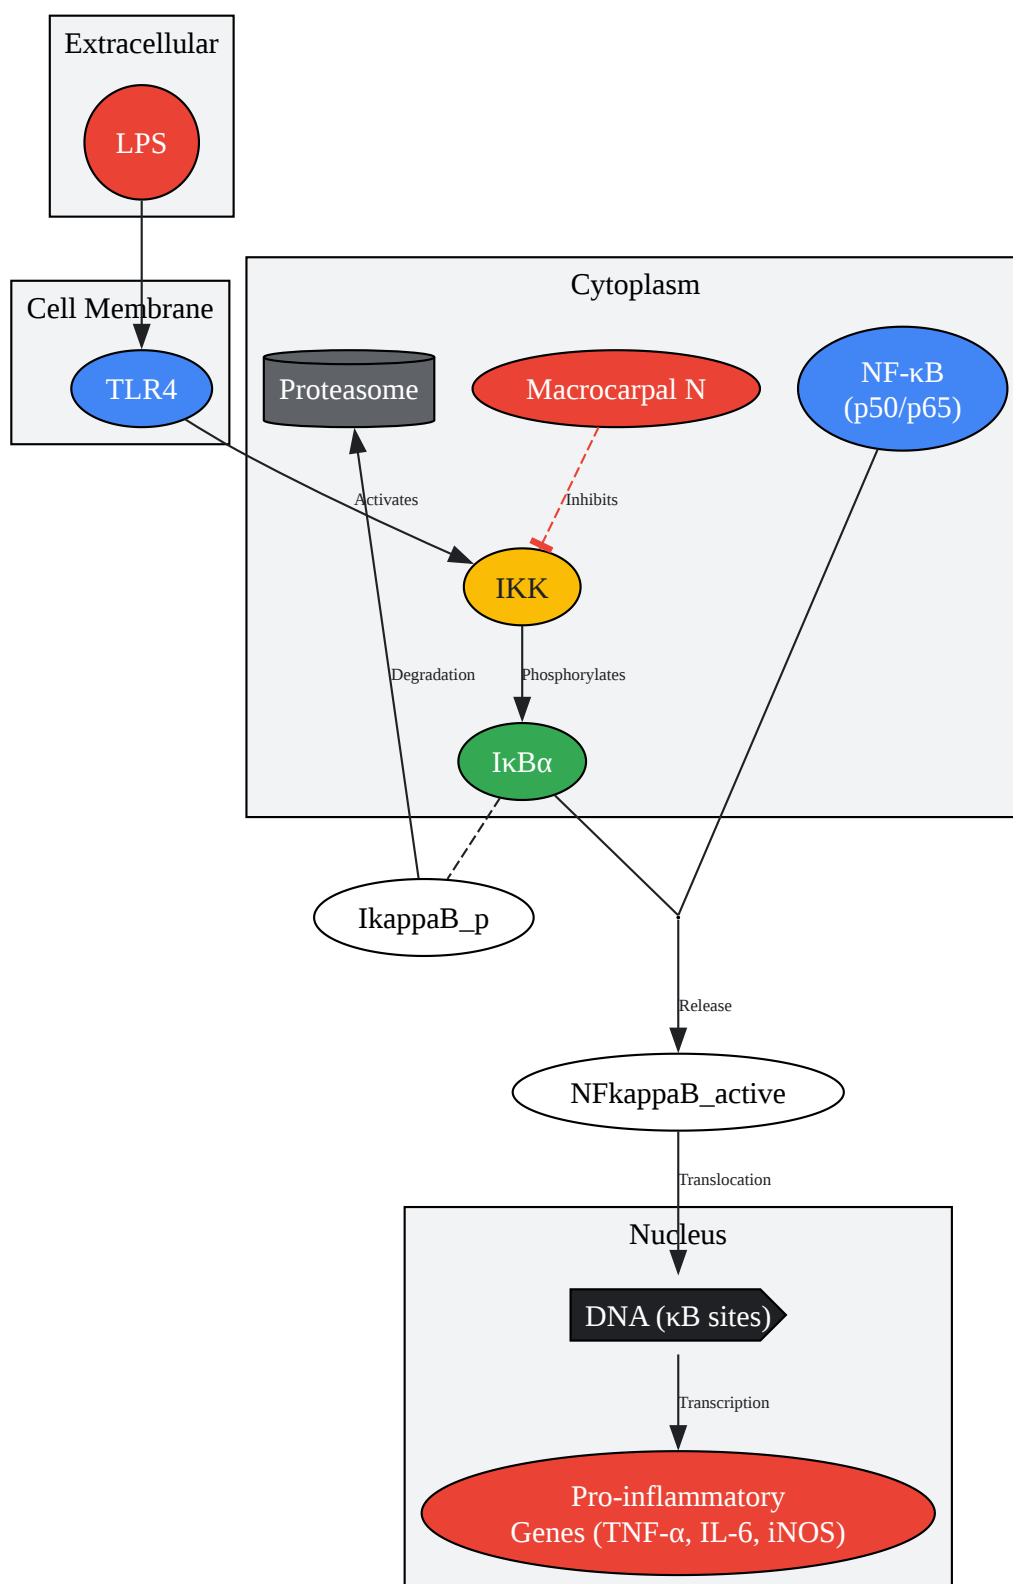 Extracellular
LPS
Cell Membrane
TLR4
Cytoplasm
Proteasome
Macrocarpal N
NF-κB
(p50/p65)
Activates
Inhibits
IKK
Degradation
Phosphorylates
IκBα
IkappaB_p
Release
NFkappaB_active
Translocation
Nucleus
DNA (κB sites)
Transcription
Pro-inflammatory
Genes (TNF-α, IL-6, iNOS)